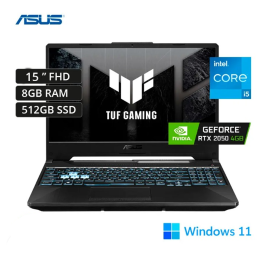 ASUS
15 " FHD
8GB RAM
512GB SSD
intel
CORE
i5
TUF GAMING
NVIDIA
GEFORCE
RTX 2050 4GB
ASUS
Windows 11